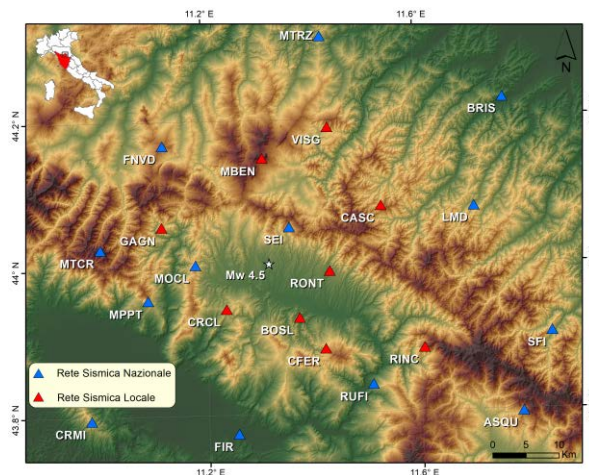 11.2° E
11.6° E
MTRZ
N
BRIS
44.2° N
VISG
FNVD
MBEN
CASC
LMD
GAGN
SEI
MTCR
MOCL
Mw 4.5
RONT
44° N
MPPT
CRCL
BOSL
SFI
CFER
RINC
Rete Sismica Nazionale
RUFI
Rete Sismica Locale
ASQU
43.8° N
CRMI
FIR
0 5 10
Km
11.2° E
11.6° E